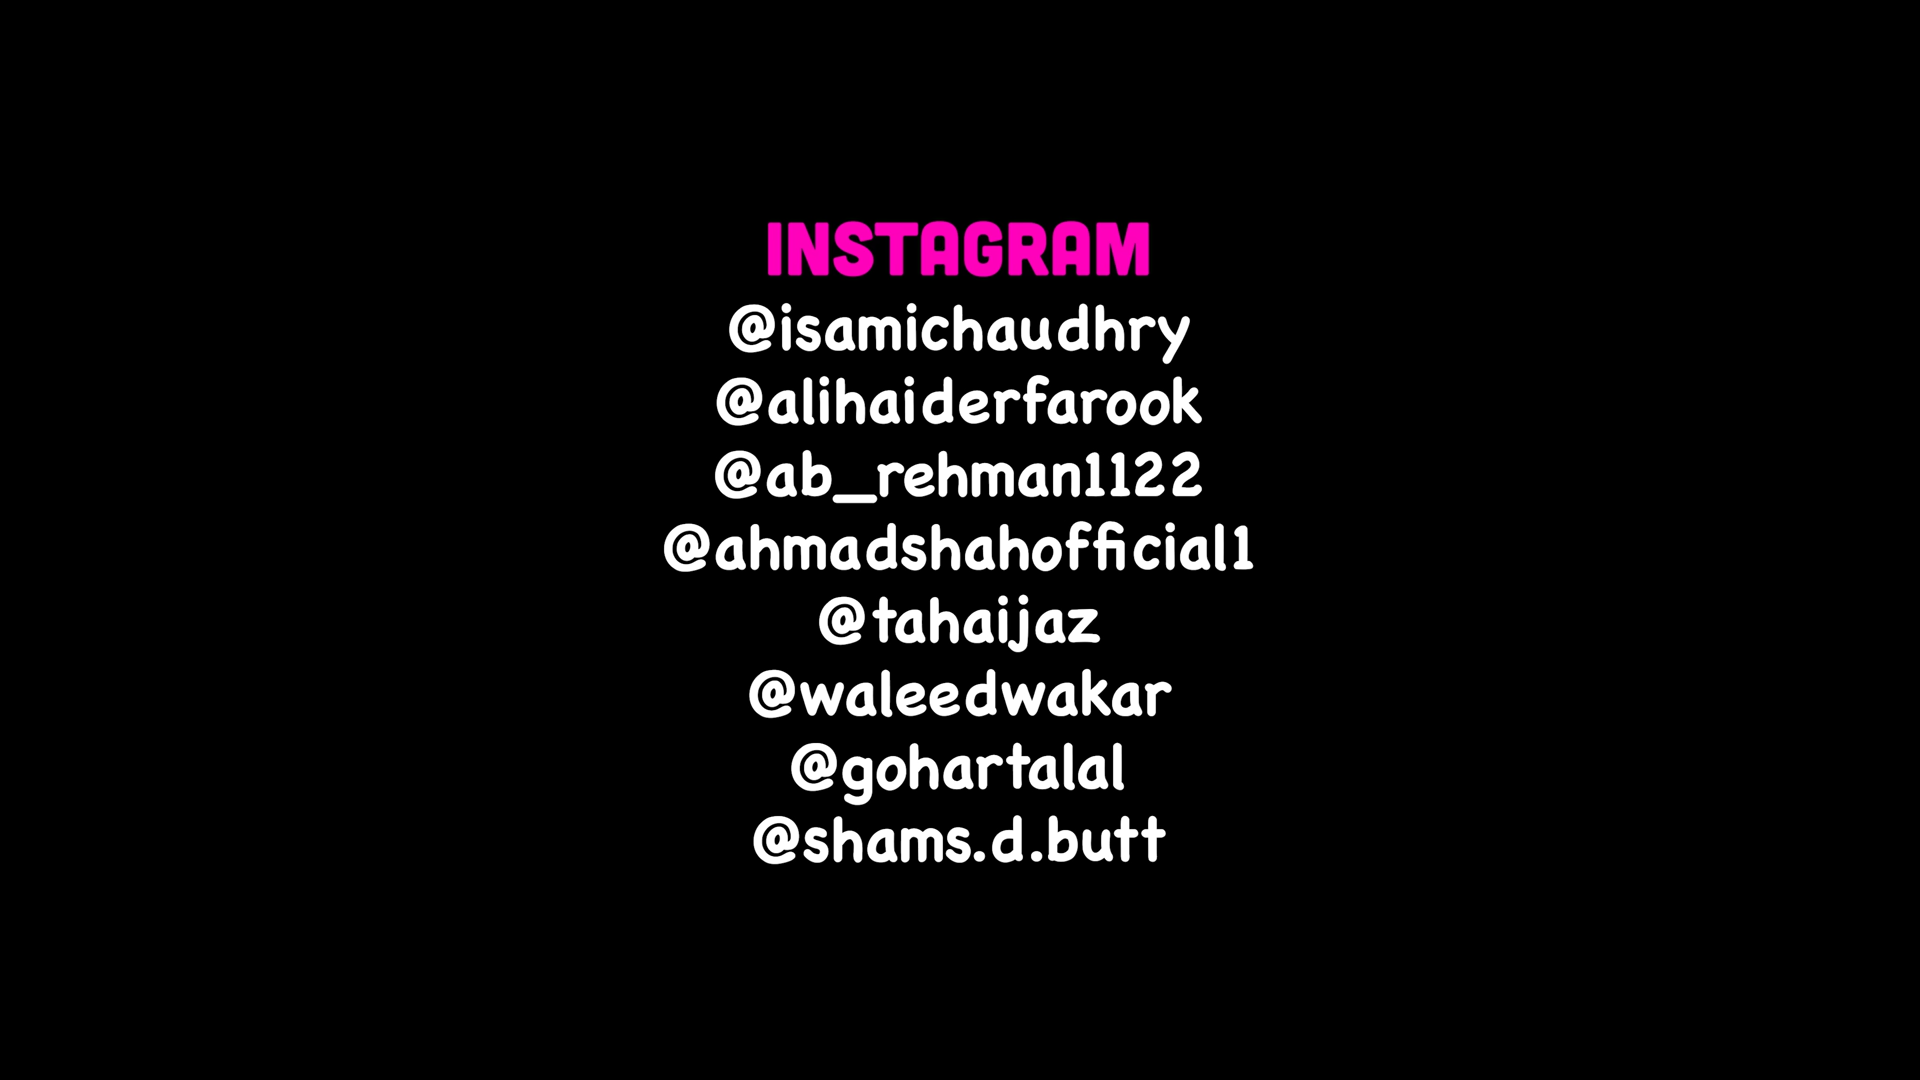 INSTAGRAM
@isamichaudhry
@alihaiderfarook
@ab_rehman1122
@ahmadshahofficial1
@tahaijaz
@waleedwakar
@gohartalal
@shams.d.butt